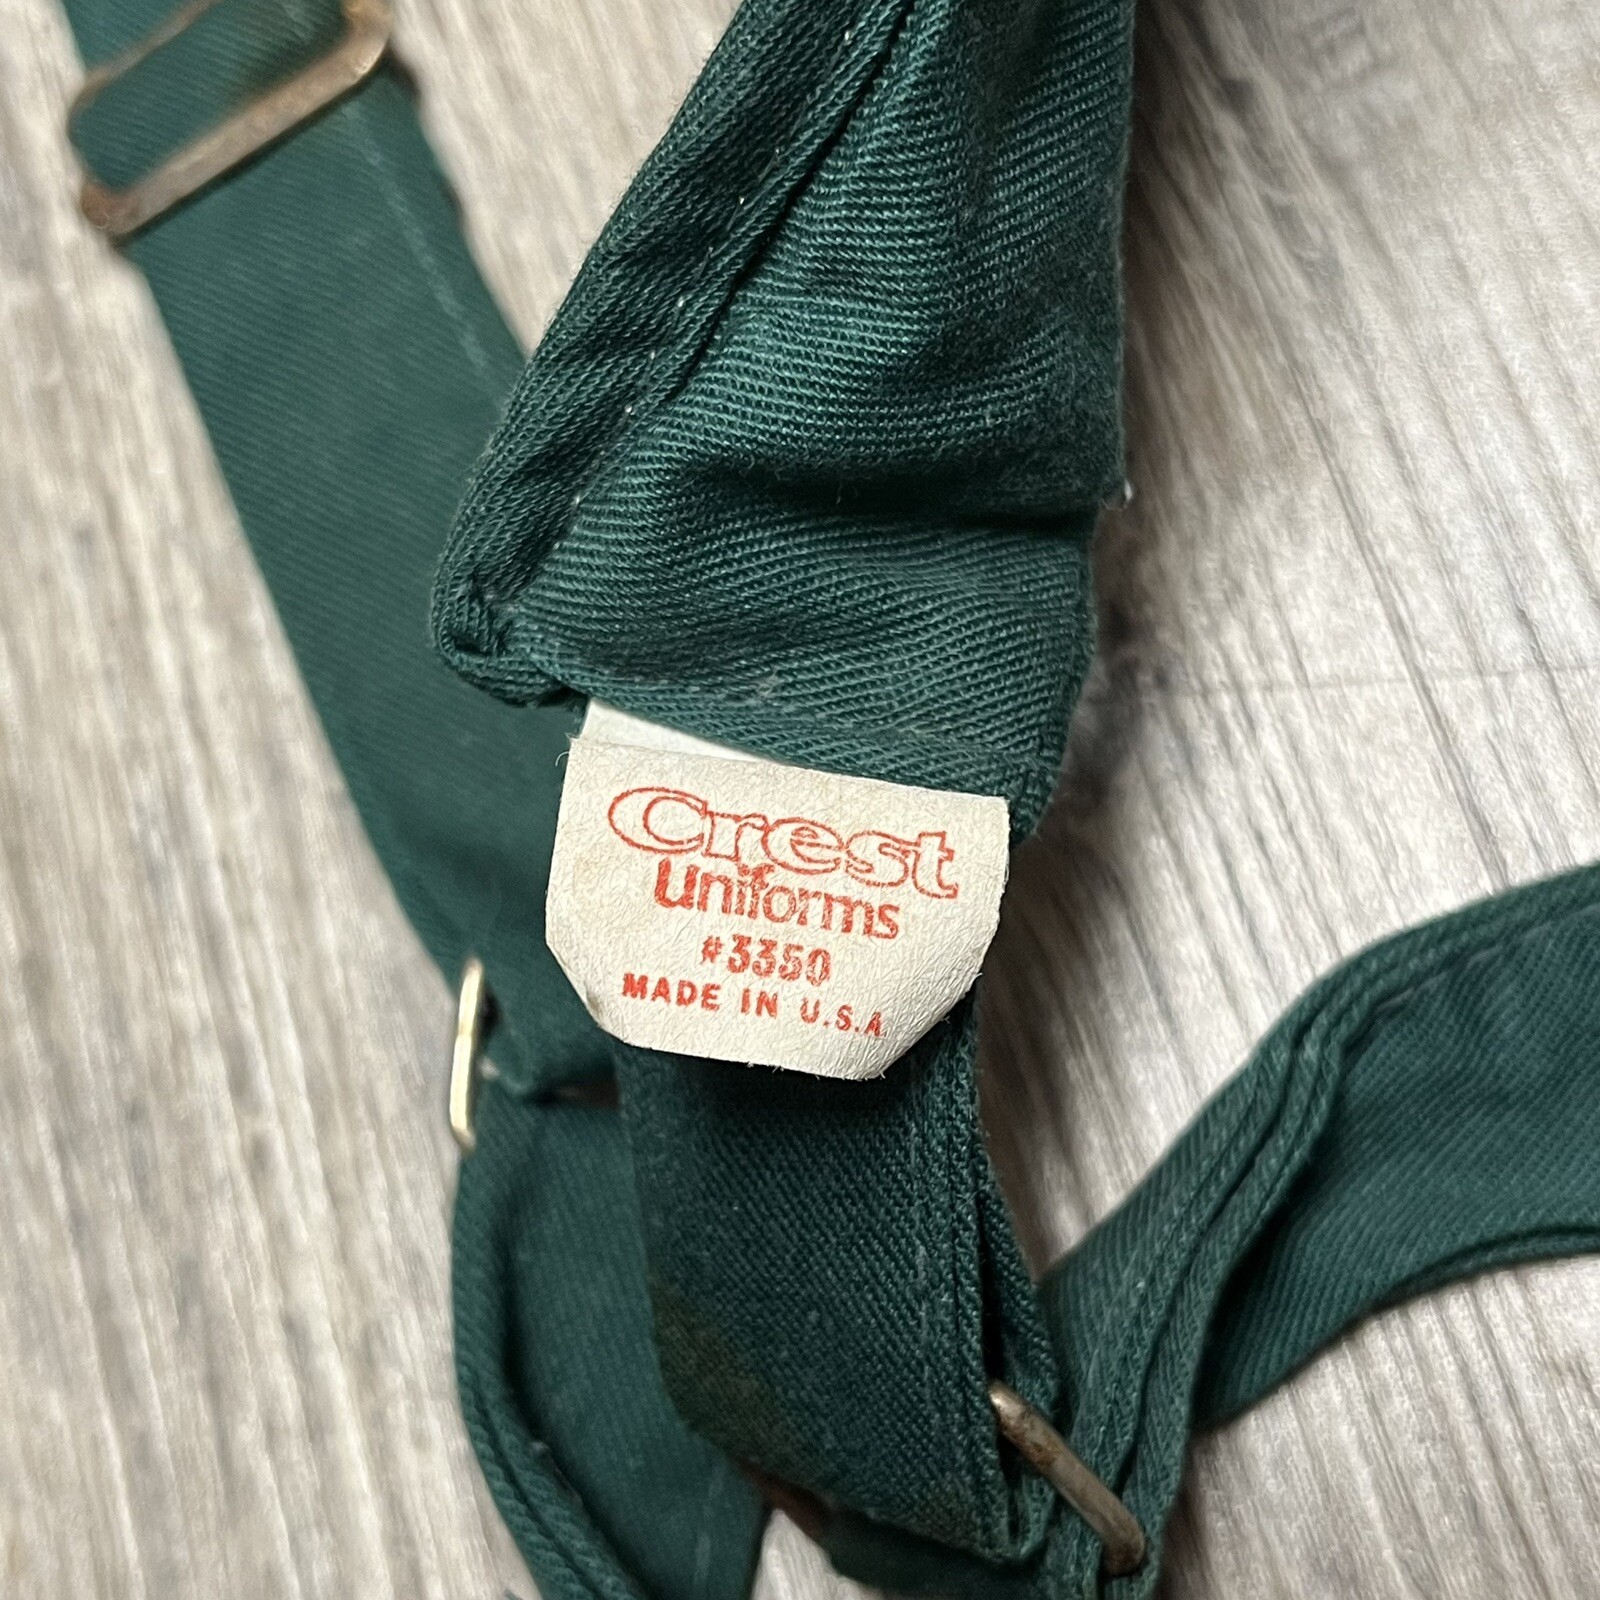 Crest
Uniforms
#3350
MADE IN U.S.A